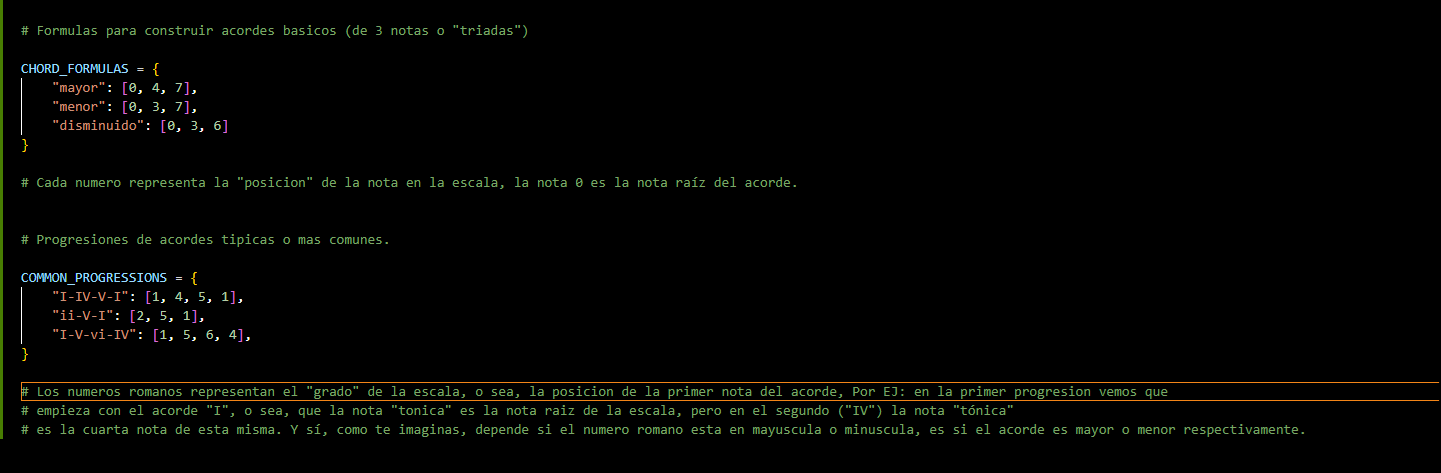 # Formulas para construir acordes basicos (de 3 notas o "triadas")
CHORD_FORMULAS = {
"mayor": [0, 4, 7],
"menor": [0, 3, 7],
"disminuido": [0, 3, 6]
}
# Cada numero representa la "posicion" de la nota en la escala, la nota 0 es la nota raíz del acorde.
# Progresiones de acordes tipicas o mas comunes.
COMMON_PROGRESSIONS = {
"I-IV-V-I": [1, 4, 5, 1],
"ii-V-I": [2, 5, 1],
"I-V-vi-IV": [1, 5, 6, 4],
}
# Los numeros romanos representan el "grado" de la escala, o sea, la posicion de la primer nota del acorde, Por EJ: en la primer progresion vemos que
# empieza con el acorde "I", o sea, que la nota "tonica" es la nota raiz de la escala, pero en el segundo ("IV") la nota "tónica"
# es la cuarta nota de esta misma. Y sí, como te imaginas, depende si el numero romano esta en mayuscula o minuscula, es si el acorde es mayor o menor respectivamente.